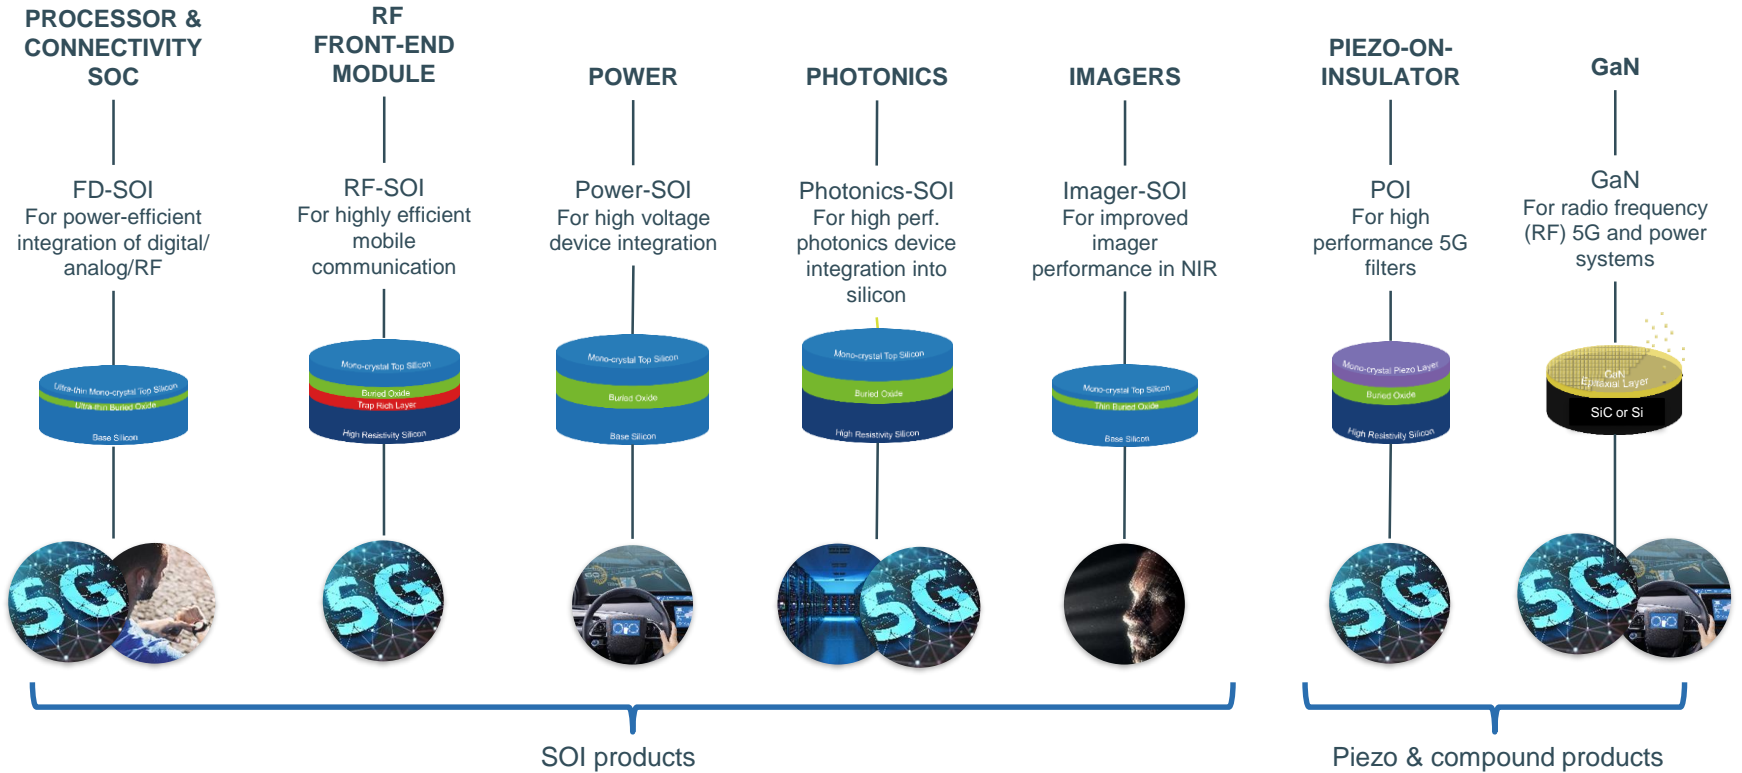 PROCESSOR &
CONNECTIVITY
SOC
FD-SOI
For power-efficient
integration of digital/
analog/RF
Ultra-thin Mono-crystal Top Silicon
Ultra-thin Buried Oxide
Base Silicon
5G
RF
FRONT-END
MODULE
RF-SOI
For highly efficient
mobile
communication
Mono-crystal Top Silicon
Buried Oxide
Trap Rich Layer
High Resistivity Silicon
5G
POWER
Power-SOI
For high voltage
device integration
Mono-crystal Top Silicon
Buried Oxide
Base Silicon
PHOTONICS
Photonics-SOI
For high perf.
photonics device
integration into
silicon
Mono-crystal Top Silicon
Buried Oxide
High Resistivity Silicon
5G
IMAGERS
Imager-SOI
For improved
imager
performance in NIR
Mono-crystal Top Silicon
Thin Buried Oxide
Base Silicon
PIEZO-ON-
INSULATOR
POI
For high
performance 5G
filters
Mono-crystal Piezo Layer
Buried Oxide
High Resistivity Silicon
5G
GaN
GaN
For radio frequency
(RF) 5G and power
systems
GaN
Epitaxial Layer
SiC or Si
5G
SOI products
Piezo & compound products